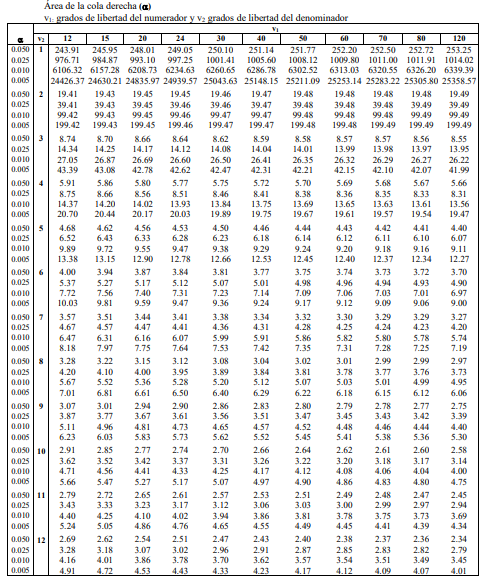 Área de la cola derecha (α)
v1: grados de libertad del numerador y v2 grados de libertad del denominador
v1
α v2 12 15 20 24 30 40 50 60 70 80 120
0.050 1 243.91 245.95 248.01 249.05 250.10 251.14 251.77 252.20 252.50 252.72 253.25
0.025 976.71 984.87 993.10 997.25 1001.41 1005.60 1008.12 1009.80 1011.00 1011.91 1014.02
0.010 6106.32 6157.28 6208.73 6234.63 6260.65 6286.78 6302.52 6313.03 6320.55 6326.20 6339.39
0.005 24426.37 24630.21 24835.97 24939.57 25043.63 25148.15 25211.09 25253.14 25283.22 25305.80 25358.57
0.050 2 19.41 19.43 19.45 19.45 19.46 19.47 19.48 19.48 19.48 19.48 19.49
0.025 39.41 39.43 39.45 39.46 39.46 39.47 39.48 39.48 39.48 39.49 39.49
0.010 99.42 99.43 99.45 99.46 99.47 99.47 99.48 99.48 99.48 99.49 99.49
0.005 199.42 199.43 199.45 199.46 199.47 199.47 199.48 199.48 199.49 199.49 199.49
0.050 3 8.74 8.70 8.66 8.64 8.62 8.59 8.58 8.57 8.57 8.56 8.55
0.025 14.34 14.25 14.17 14.12 14.08 14.04 14.01 13.99 13.98 13.97 13.95
0.010 27.05 26.87 26.69 26.60 26.50 26.41 26.35 26.32 26.29 26.27 26.22
0.005 43.39 43.08 42.78 42.62 42.47 42.31 42.21 42.15 42.10 42.07 41.99
0.050 4 5.91 5.86 5.80 5.77 5.75 5.72 5.70 5.69 5.68 5.67 5.66
0.025 8.75 8.66 8.56 8.51 8.46 8.41 8.38 8.36 8.35 8.33 8.31
0.010 14.37 14.20 14.02 13.93 13.84 13.75 13.69 13.65 13.63 13.61 13.56
0.005 20.70 20.44 20.17 20.03 19.89 19.75 19.67 19.61 19.57 19.54 19.47
0.050 5 4.68 4.62 4.56 4.53 4.50 4.46 4.44 4.43 4.42 4.41 4.40
0.025 6.52 6.43 6.33 6.28 6.23 6.18 6.14 6.12 6.11 6.10 6.07
0.010 9.89 9.72 9.55 9.47 9.38 9.29 9.24 9.20 9.18 9.16 9.11
0.005 13.38 13.15 12.90 12.78 12.66 12.53 12.45 12.40 12.37 12.34 12.27
0.050 6 4.00 3.94 3.87 3.84 3.81 3.77 3.75 3.74 3.73 3.72 3.70
0.025 5.37 5.27 5.17 5.12 5.07 5.01 4.98 4.96 4.94 4.93 4.90
0.010 7.72 7.56 7.40 7.31 7.23 7.14 7.09 7.06 7.03 7.01 6.97
0.005 10.03 9.81 9.59 9.47 9.36 9.24 9.17 9.12 9.09 9.06 9.00
0.050 7 3.57 3.51 3.44 3.41 3.38 3.34 3.32 3.30 3.29 3.29 3.27
0.025 4.67 4.57 4.47 4.41 4.36 4.31 4.28 4.25 4.24 4.23 4.20
0.010 6.47 6.31 6.16 6.07 5.99 5.91 5.86 5.82 5.80 5.78 5.74
0.005 8.18 7.97 7.75 7.64 7.53 7.42 7.35 7.31 7.28 7.25 7.19
0.050 8 3.28 3.22 3.15 3.12 3.08 3.04 3.02 3.01 2.99 2.99 2.97
0.025 4.20 4.10 4.00 3.95 3.89 3.84 3.81 3.78 3.77 3.76 3.73
0.010 5.67 5.52 5.36 5.28 5.20 5.12 5.07 5.03 5.01 4.99 4.95
0.005 7.01 6.81 6.61 6.50 6.40 6.29 6.22 6.18 6.15 6.12 6.06
0.050 9 3.07 3.01 2.94 2.90 2.86 2.83 2.80 2.79 2.78 2.77 2.75
0.025 3.87 3.77 3.67 3.61 3.56 3.51 3.47 3.45 3.43 3.42 3.39
0.010 5.11 4.96 4.81 4.73 4.65 4.57 4.52 4.48 4.46 4.44 4.40
0.005 6.23 6.03 5.83 5.73 5.62 5.52 5.45 5.41 5.38 5.36 5.30
0.050 10 2.91 2.85 2.77 2.74 2.70 2.66 2.64 2.62 2.61 2.60 2.58
0.025 3.62 3.52 3.42 3.37 3.31 3.26 3.22 3.20 3.18 3.17 3.14
0.010 4.71 4.56 4.41 4.33 4.25 4.17 4.12 4.08 4.06 4.04 4.00
0.005 5.66 5.47 5.27 5.17 5.07 4.97 4.90 4.86 4.83 4.80 4.75
0.050 11 2.79 2.72 2.65 2.61 2.57 2.53 2.51 2.49 2.48 2.47 2.45
0.025 3.43 3.33 3.23 3.17 3.12 3.06 3.03 3.00 2.99 2.97 2.94
0.010 4.40 4.25 4.10 4.02 3.94 3.86 3.81 3.78 3.75 3.73 3.69
0.005 5.24 5.05 4.86 4.76 4.65 4.55 4.49 4.45 4.41 4.39 4.34
0.050 12 2.69 2.62 2.54 2.51 2.47 2.43 2.40 2.38 2.37 2.36 2.34
0.025 3.28 3.18 3.07 3.02 2.96 2.91 2.87 2.85 2.83 2.82 2.79
0.010 4.16 4.01 3.86 3.78 3.70 3.62 3.57 3.54 3.51 3.49 3.45
0.005 4.91 4.72 4.53 4.43 4.33 4.23 4.17 4.12 4.09 4.07 4.01